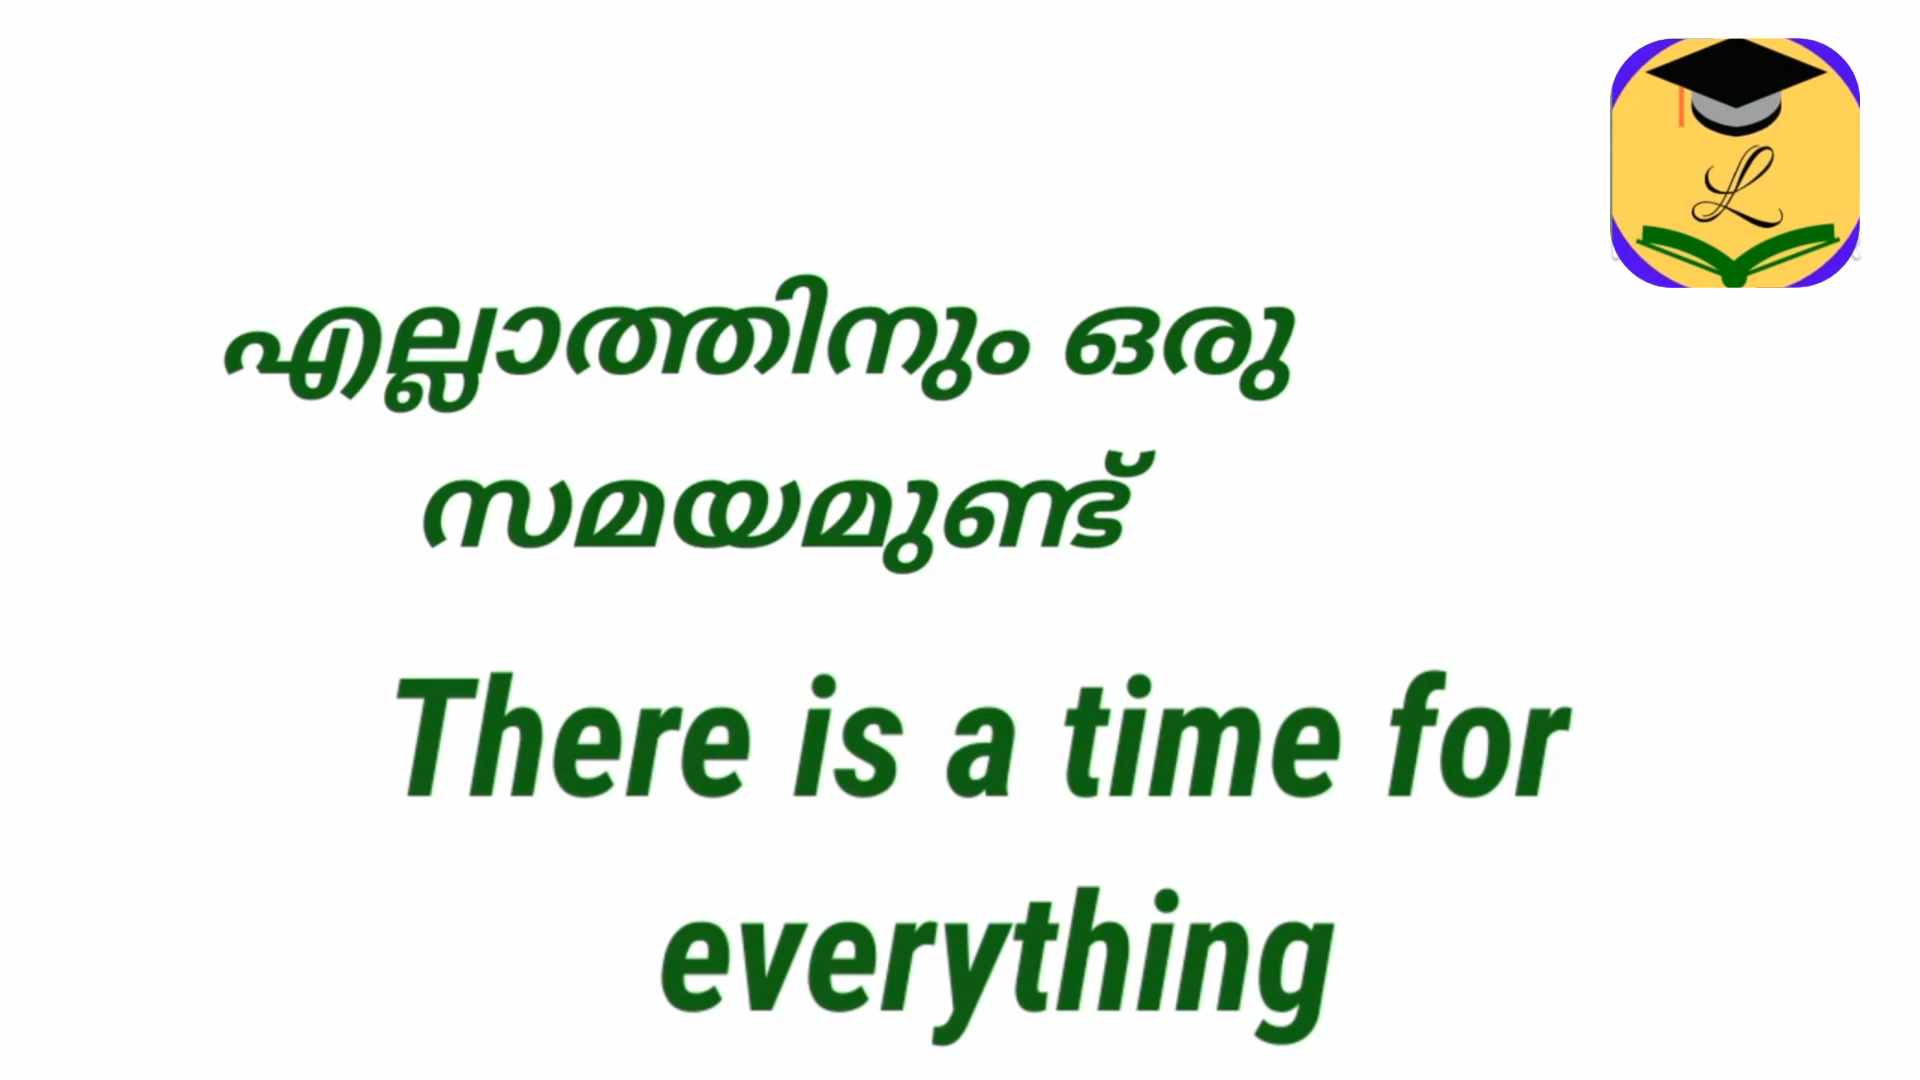 എല്ലാത്തിനും ഒരു
സമയമുണ്ട്
There is a time for
everything
L